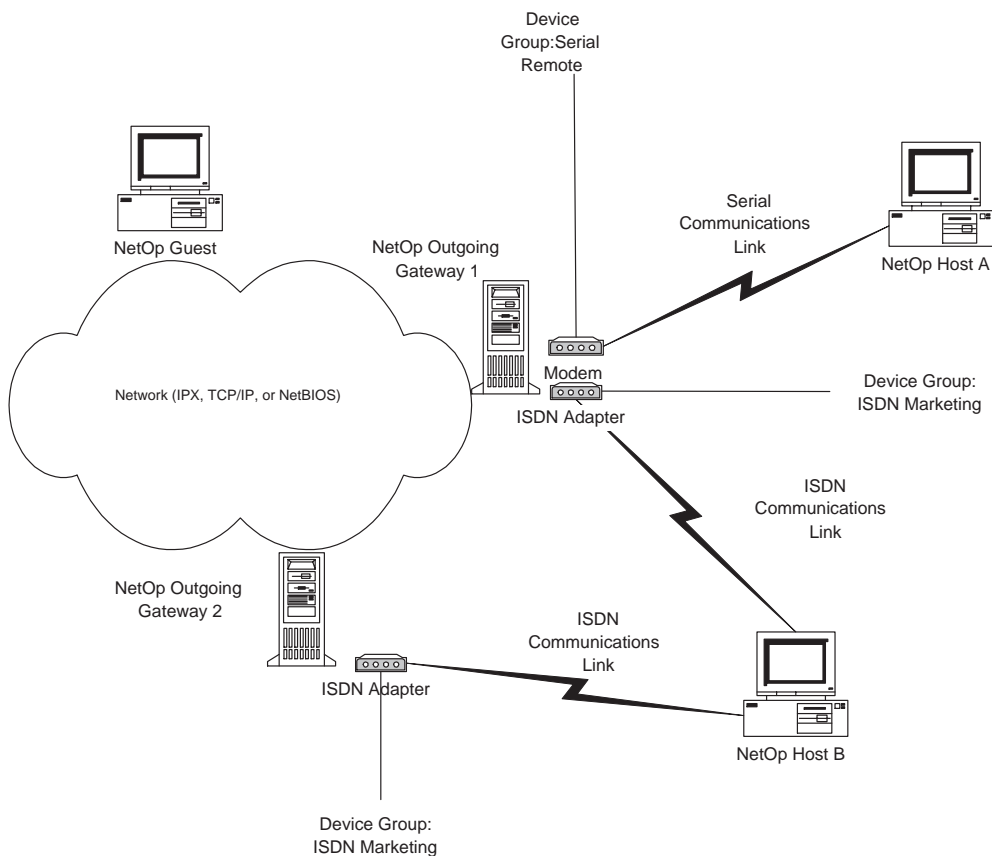 Device
Group:Serial
Remote
NetOp Guest
NetOp Outgoing
Gateway 1
Serial
Communications
Link
NetOp Host A
Modem
ISDN Adapter
Device Group:
ISDN Marketing
Network (IPX, TCP/IP, or NetBIOS)
ISDN
Communications
Link
NetOp Outgoing
Gateway 2
ISDN
Communications
Link
ISDN Adapter
NetOp Host B
Device Group:
ISDN Marketing